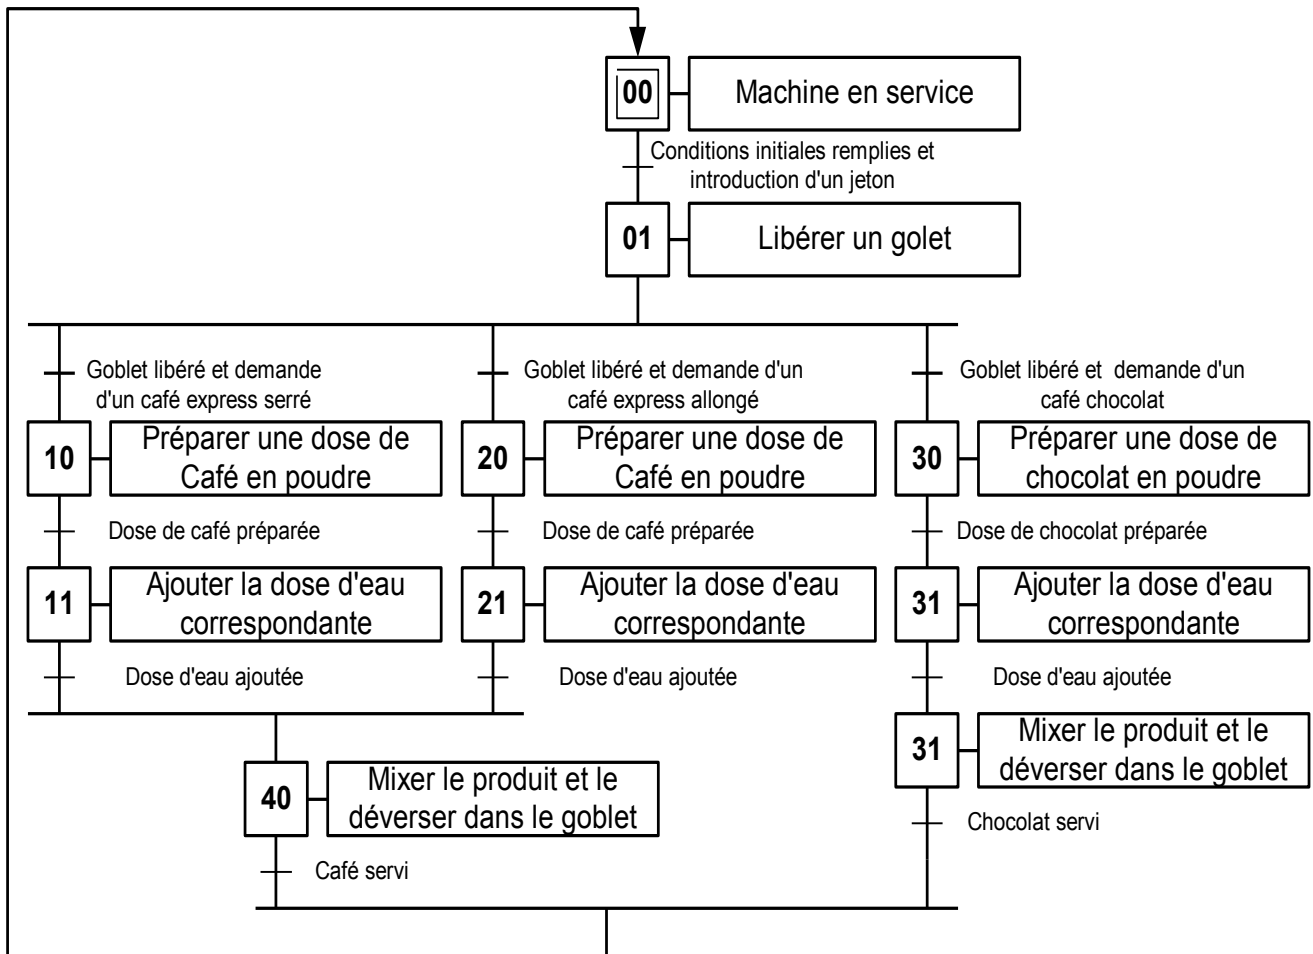 00
Machine en service
Conditions initiales remplies et
introduction d'un jeton
01
Libérer un golet
Goblet libéré et demande
d'un café express serré
Goblet libéré et demande d'un
café express allongé
Goblet libéré et demande d'un
café chocolat
10
Préparer une dose de
Café en poudre
20
Préparer une dose de
Café en poudre
30
Préparer une dose de
chocolat en poudre
Dose de café préparée
Dose de café préparée
Dose de chocolat préparée
11
Ajouter la dose d'eau
correspondante
21
Ajouter la dose d'eau
correspondante
31
Ajouter la dose d'eau
correspondante
Dose d'eau ajoutée
Dose d'eau ajoutée
Dose d'eau ajoutée
31
Mixer le produit et le
déverser dans le goblet
40
Mixer le produit et le
déverser dans le goblet
Chocolat servi
Café servi